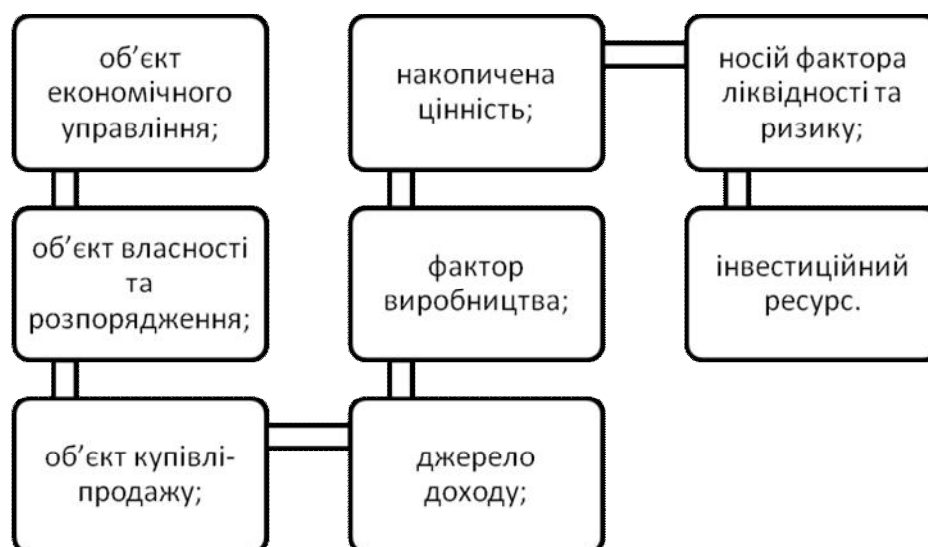 об’єкт
економічного
управління;
об’єкт власності
та
розпорядження;
об’єкт купівлі-
продажу;
джерело
доходу;
фактор
виробництва;
накопичена
цінність;
носій фактора
ліквідності та
ризику;
інвестиційний
ресурс.